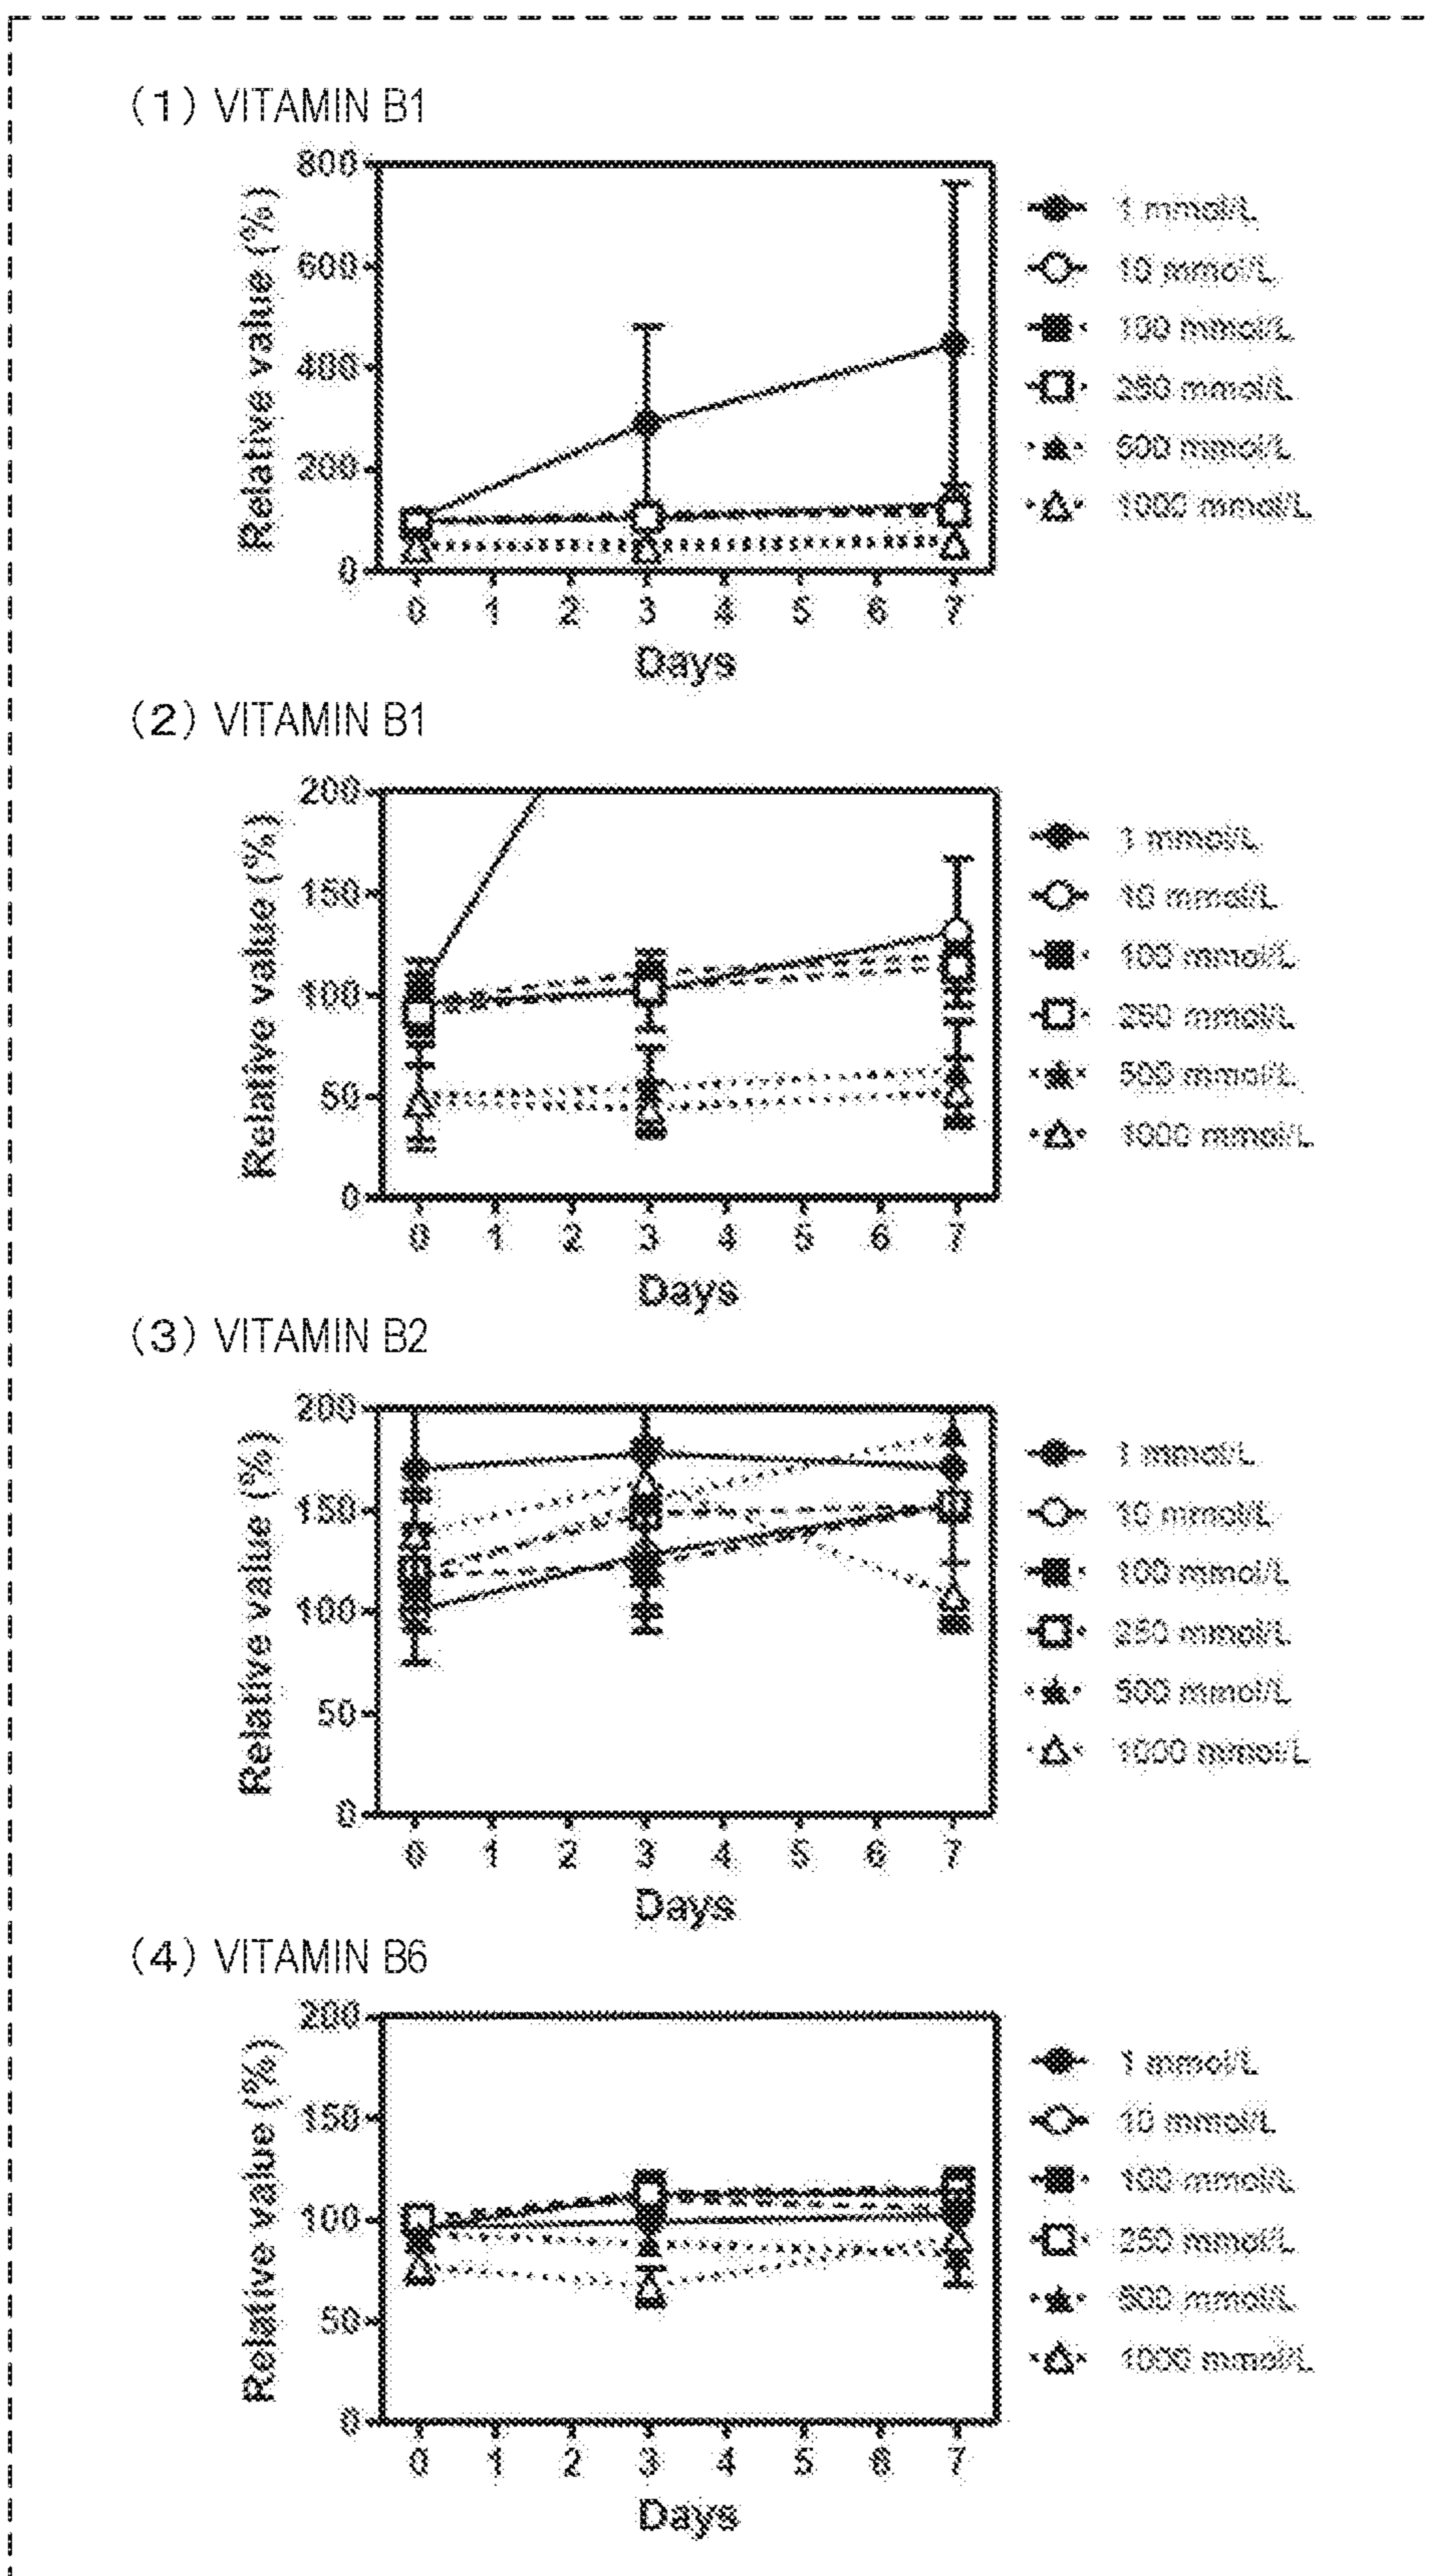 (1) VITAMIN B1
Relative value (%)
800
600
400
200
0
0 1 2 3 4 5 6 7
Days
1 mmol/L
10 mmol/L
100 mmol/L
250 mmol/L
500 mmol/L
1000 mmol/L
(2) VITAMIN B1
Relative value (%)
200
150
100
50
0
0 1 2 3 4 5 6 7
Days
1 mmol/L
10 mmol/L
100 mmol/L
250 mmol/L
500 mmol/L
1000 mmol/L
(3) VITAMIN B2
Relative value (%)
200
150
100
50
0
0 1 2 3 4 5 6 7
Days
1 mmol/L
10 mmol/L
100 mmol/L
250 mmol/L
500 mmol/L
1000 mmol/L
(4) VITAMIN B6
Relative value (%)
200
150
100
50
0
0 1 2 3 4 5 6 7
Days
1 mmol/L
10 mmol/L
100 mmol/L
250 mmol/L
500 mmol/L
1000 mmol/L